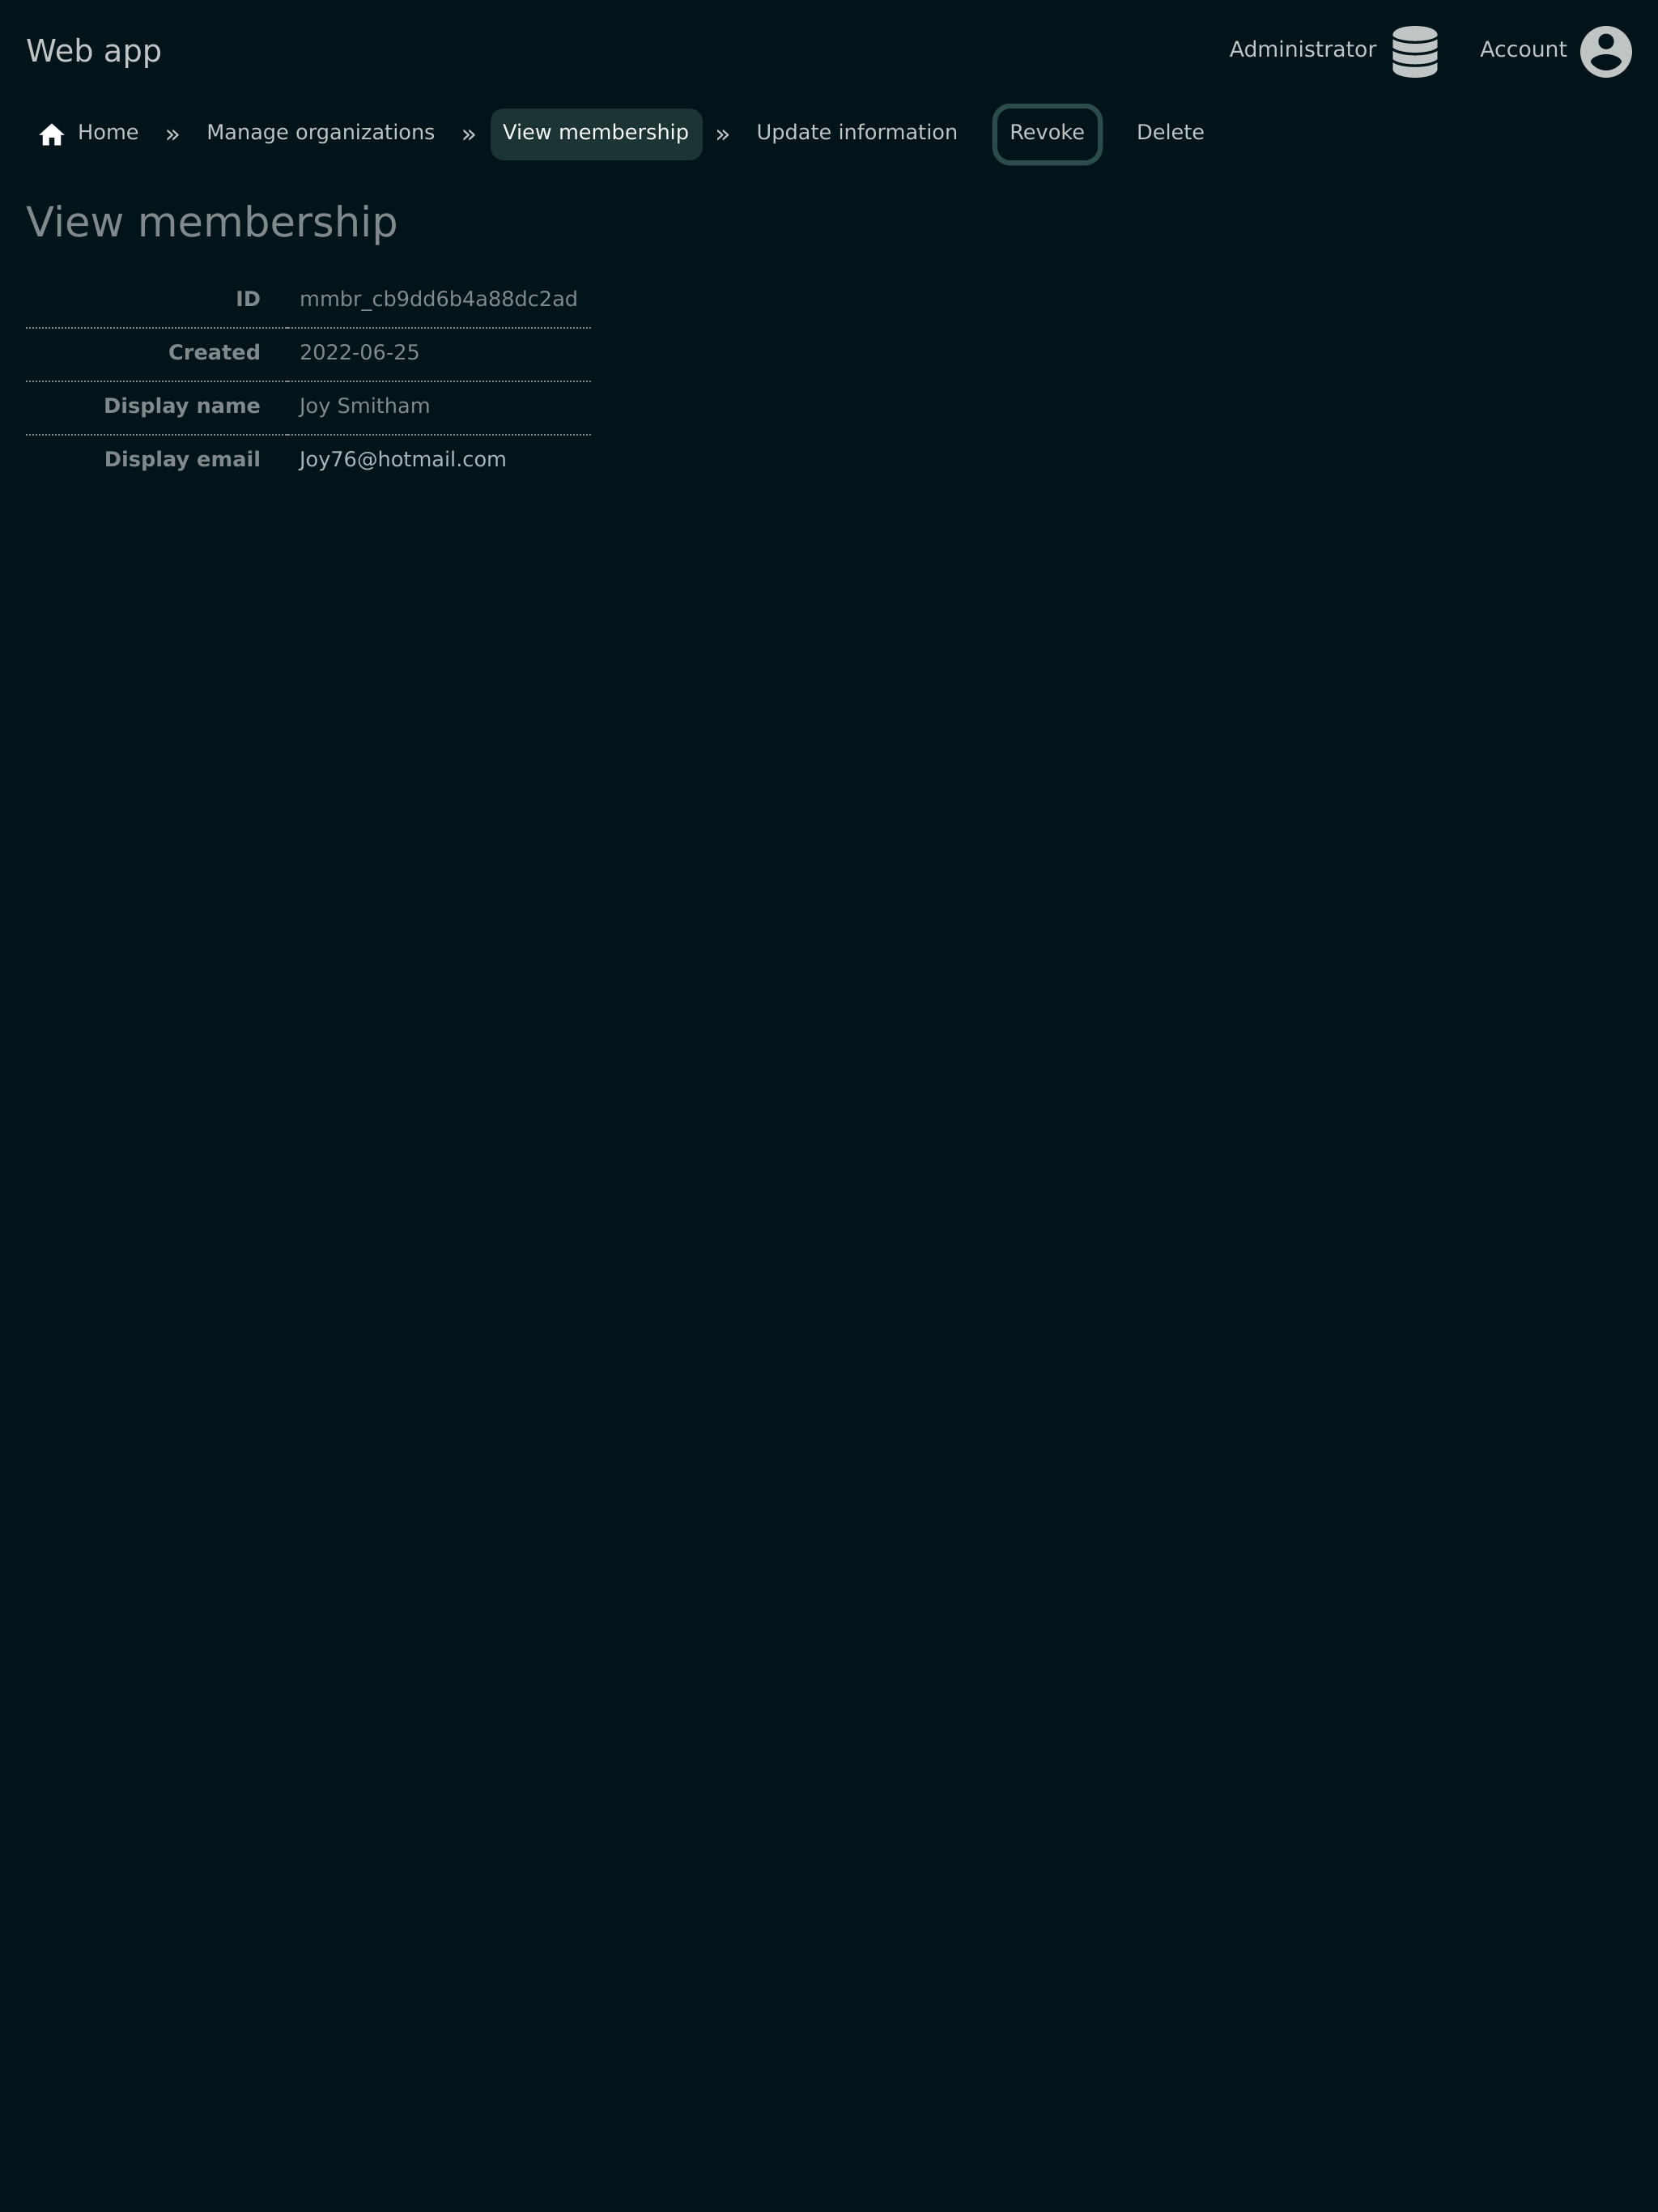 Web app Administrator Account
Home » Manage organizations » View membership » Update information Revoke Delete
View membership
ID mmbr_cb9dd6b4a88dc2ad
Created 2022-06-25
Display name Joy Smitham
Display email Joy76@hotmail.com